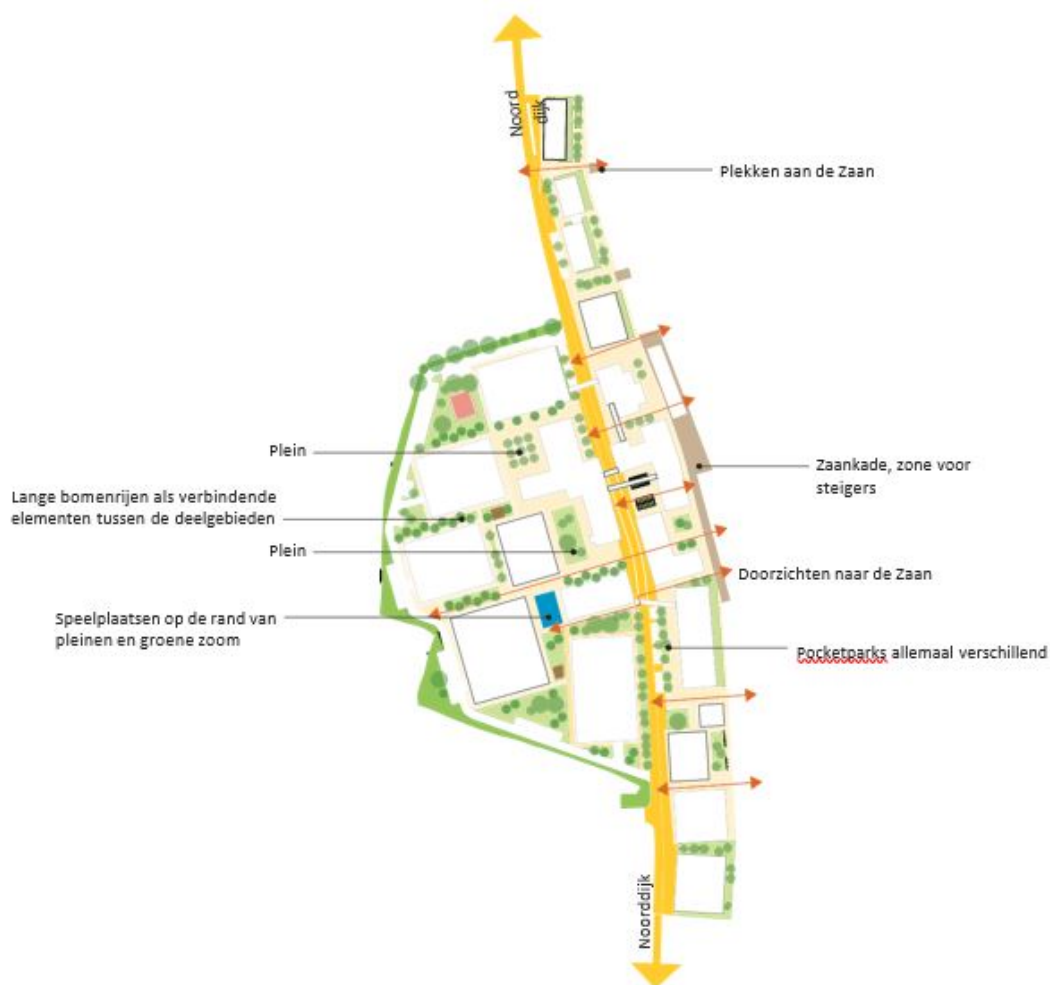 Noord
dijk
Plekken aan de Zaan
Plein
Zaankade, zone voor
steigers
Lange bomenrijen als verbindende
elementen tussen de deelgebieden
Plein
Doorzichten naar de Zaan
Speelplaatsen op de rand van
pleinen en groene zoom
Pocketparks allemaal verschillend
Noorddijk